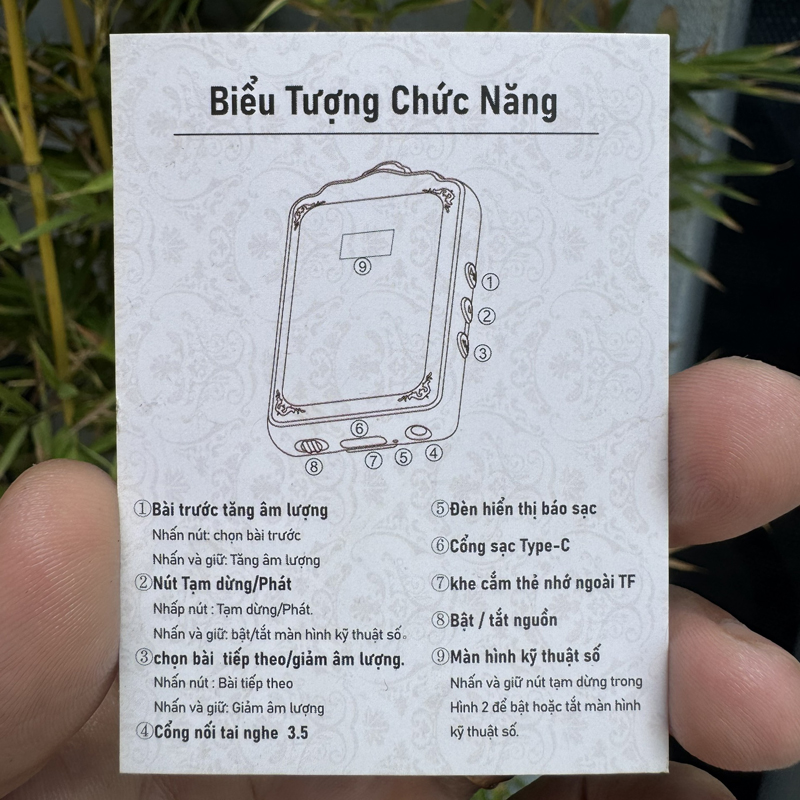 Biểu Tượng Chức Năng
⑨
①
②
③
⑥
⑧
⑦
⑤
④
①Bài trước tăng âm lượng
Nhấn nút: chọn bài trước
Nhấn và giữ: Tăng âm lượng
②Nút Tạm dừng/Phát
Nhấp nút : Tạm dừng/Phát.
Nhấn và giữ: bật/tắt màn hình kỹ thuật số。
③chọn bài tiếp theo/giảm âm lượng.
Nhấn nút : Bài tiếp theo
Nhấn và giữ: Giảm âm lượng
④Cổng nối tai nghe 3.5
⑤Đèn hiển thị báo sạc
⑥Cổng sạc Type-C
⑦khe cắm thẻ nhớ ngoài TF
⑧Bật / tắt nguồn
⑨Màn hình kỹ thuật số
Nhấn và giữ nút tạm dừng trong
Hình 2 để bật hoặc tắt màn hình
kỹ thuật số.